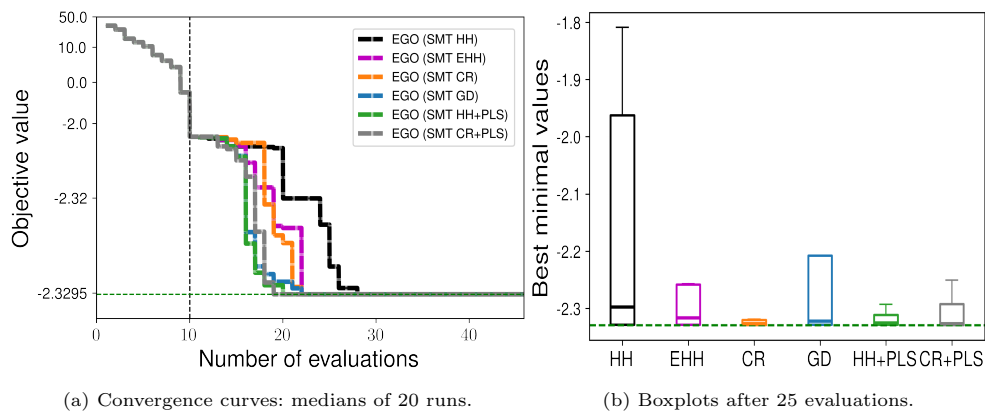 50.0
10.0
0.0
-2.0
-2.32
-2.3295
Objective value
0
10
20
30
40
Number of evaluations
EGO (SMT HH)
EGO (SMT EHH)
EGO (SMT CR)
EGO (SMT GD)
EGO (SMT HH+PLS)
EGO (SMT CR+PLS)
(a) Convergence curves: medians of 20 runs.
-1.8
-1.9
-2.0
-2.1
-2.2
-2.3
Best minimal values
HH
EHH
CR
GD
HH+PLS
CR+PLS
(b) Boxplots after 25 evaluations.